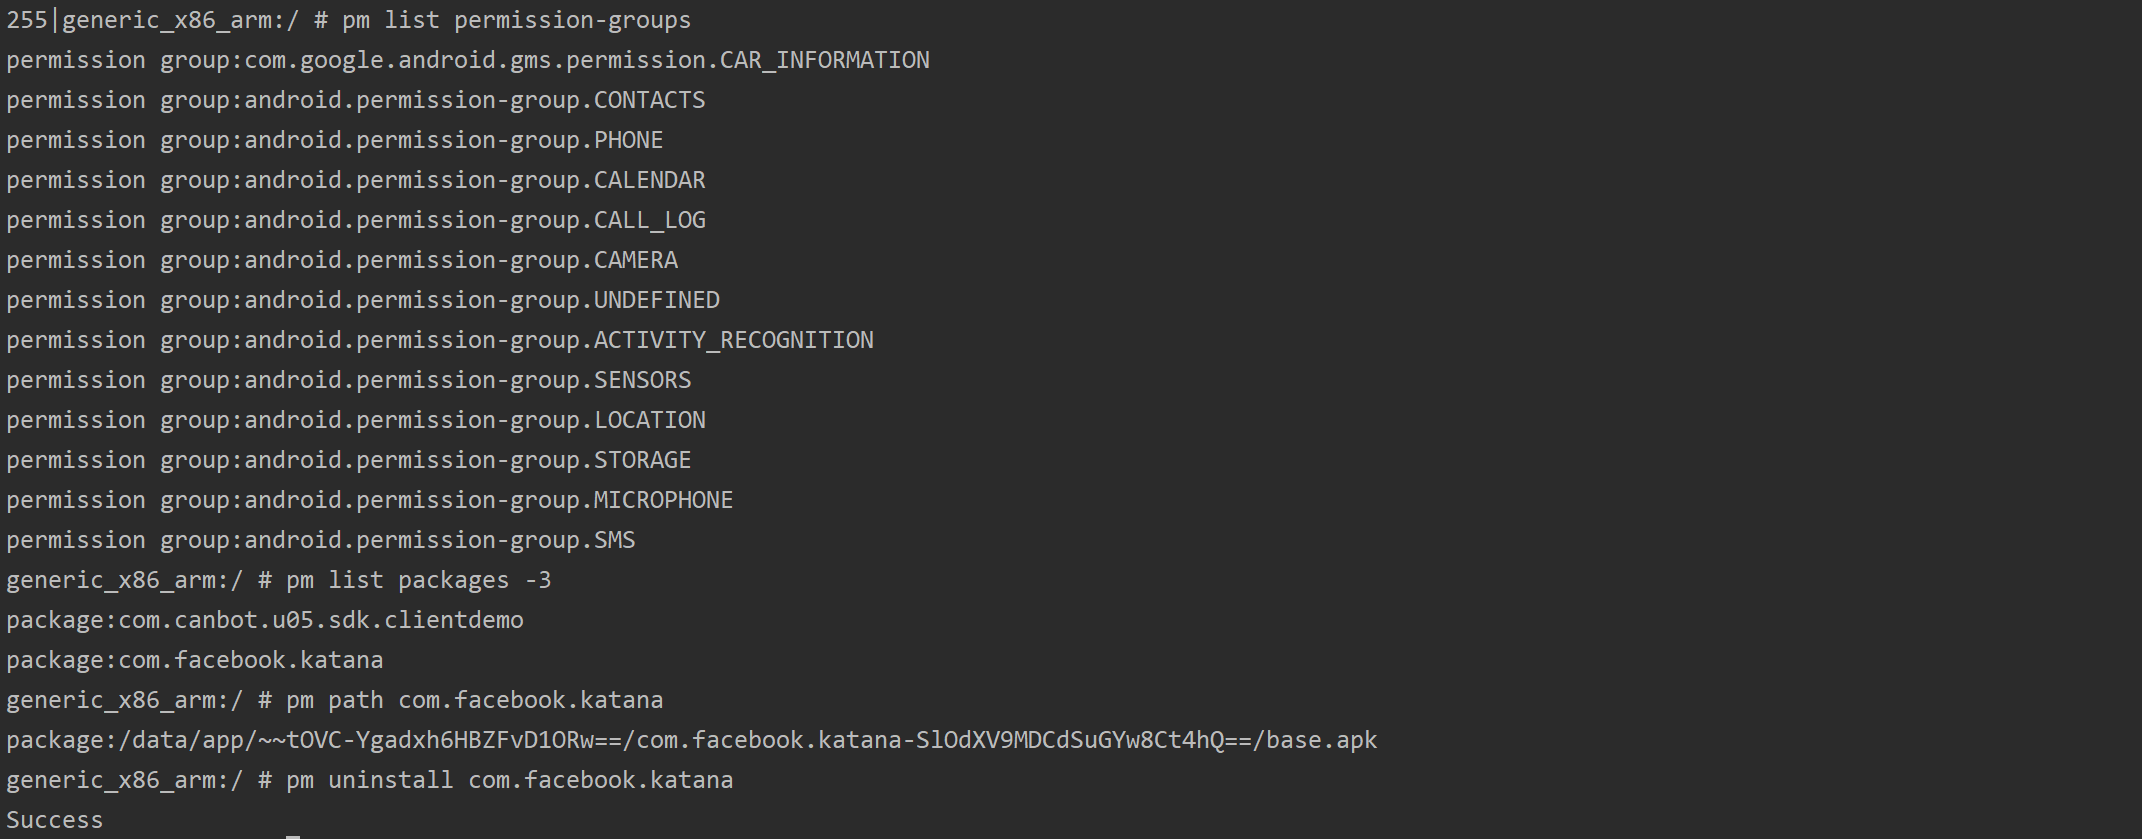 255|generic_x86_arm:/ # pm list permission-groups
permission group:com.google.android.gms.permission.CAR_INFORMATION
permission group:android.permission-group.CONTACTS
permission group:android.permission-group.PHONE
permission group:android.permission-group.CALENDAR
permission group:android.permission-group.CALL_LOG
permission group:android.permission-group.CAMERA
permission group:android.permission-group.UNDEFINED
permission group:android.permission-group.ACTIVITY_RECOGNITION
permission group:android.permission-group.SENSORS
permission group:android.permission-group.LOCATION
permission group:android.permission-group.STORAGE
permission group:android.permission-group.MICROPHONE
permission group:android.permission-group.SMS
generic_x86_arm:/ # pm list packages -3
package:com.canbot.u05.sdk.clientdemo
package:com.facebook.katana
generic_x86_arm:/ # pm path com.facebook.katana
package:/data/app/~~tOVC-Ygadxh6HBZFvD1ORw==/com.facebook.katana-SlOdXV9MDCdSuGYw8Ct4hQ==/base.apk
generic_x86_arm:/ # pm uninstall com.facebook.katana
Success